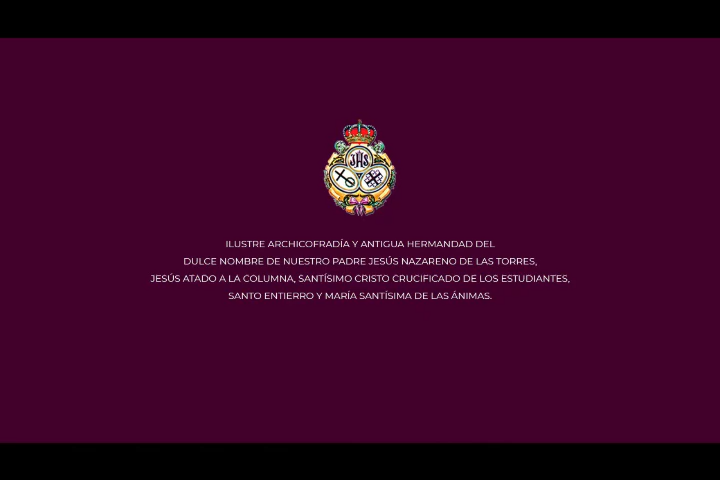 JHS
ILUSTRE ARCHICOFRADÍA Y ANTIGUA HERMANDAD DEL
DULCE NOMBRE DE NUESTRO PADRE JESÚS NAZARENO DE LAS TORRES,
JESÚS ATADO A LA COLUMNA, SANTÍSIMO CRISTO CRUCIFICADO DE LOS ESTUDIANTES,
SANTO ENTIERRO Y MARÍA SANTÍSIMA DE LAS ÁNIMAS.